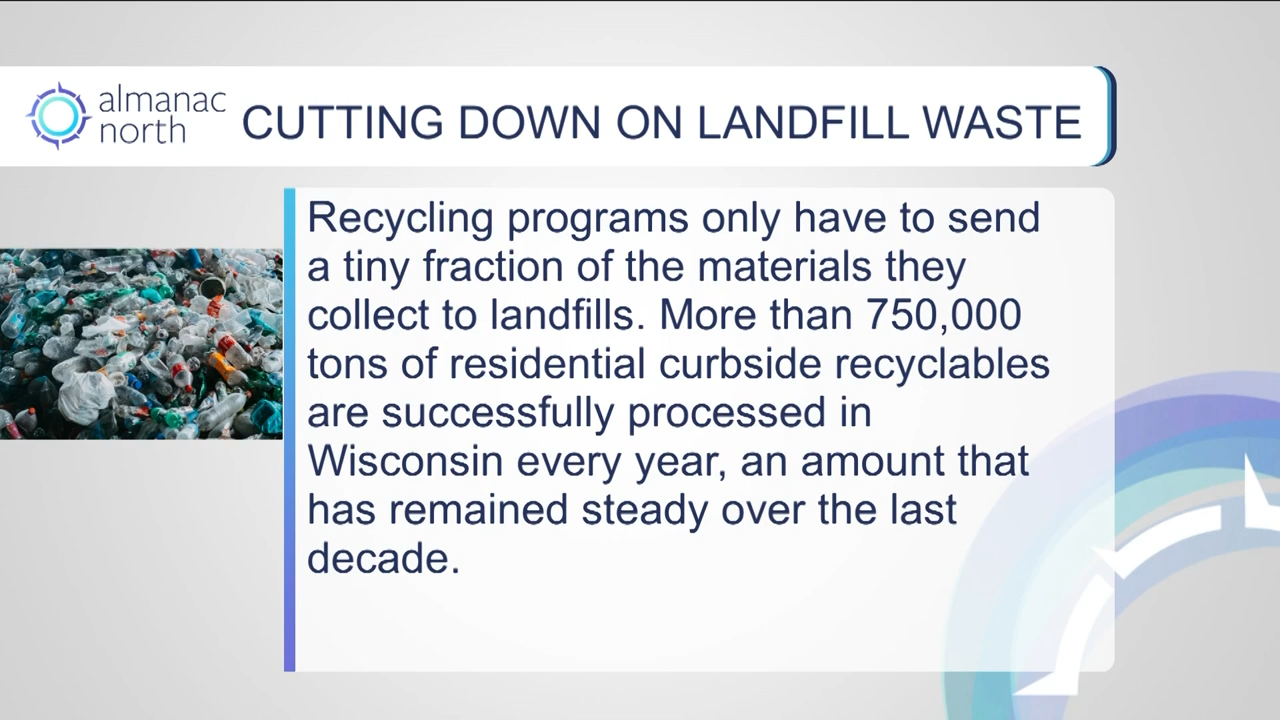 almanac
north
CUTTING DOWN ON LANDFILL WASTE
Recycling programs only have to send
a tiny fraction of the materials they
collect to landfills. More than 750,000
tons of residential curbside recyclables
are successfully processed in
Wisconsin every year, an amount that
has remained steady over the last
decade.